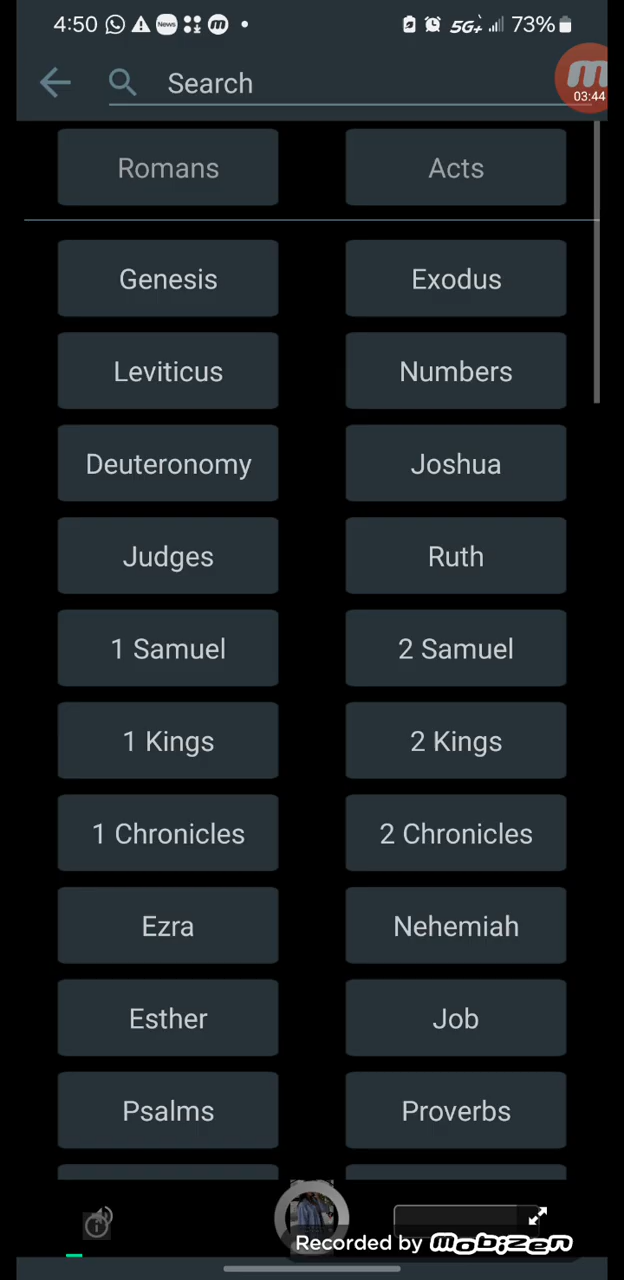 4:50 News m 5G+ 73%
Search
03:44
Romans Acts
Genesis Exodus
Leviticus Numbers
Deuteronomy Joshua
Judges Ruth
1 Samuel 2 Samuel
1 Kings 2 Kings
1 Chronicles 2 Chronicles
Ezra Nehemiah
Esther Job
Psalms Proverbs
Recorded by mobizen